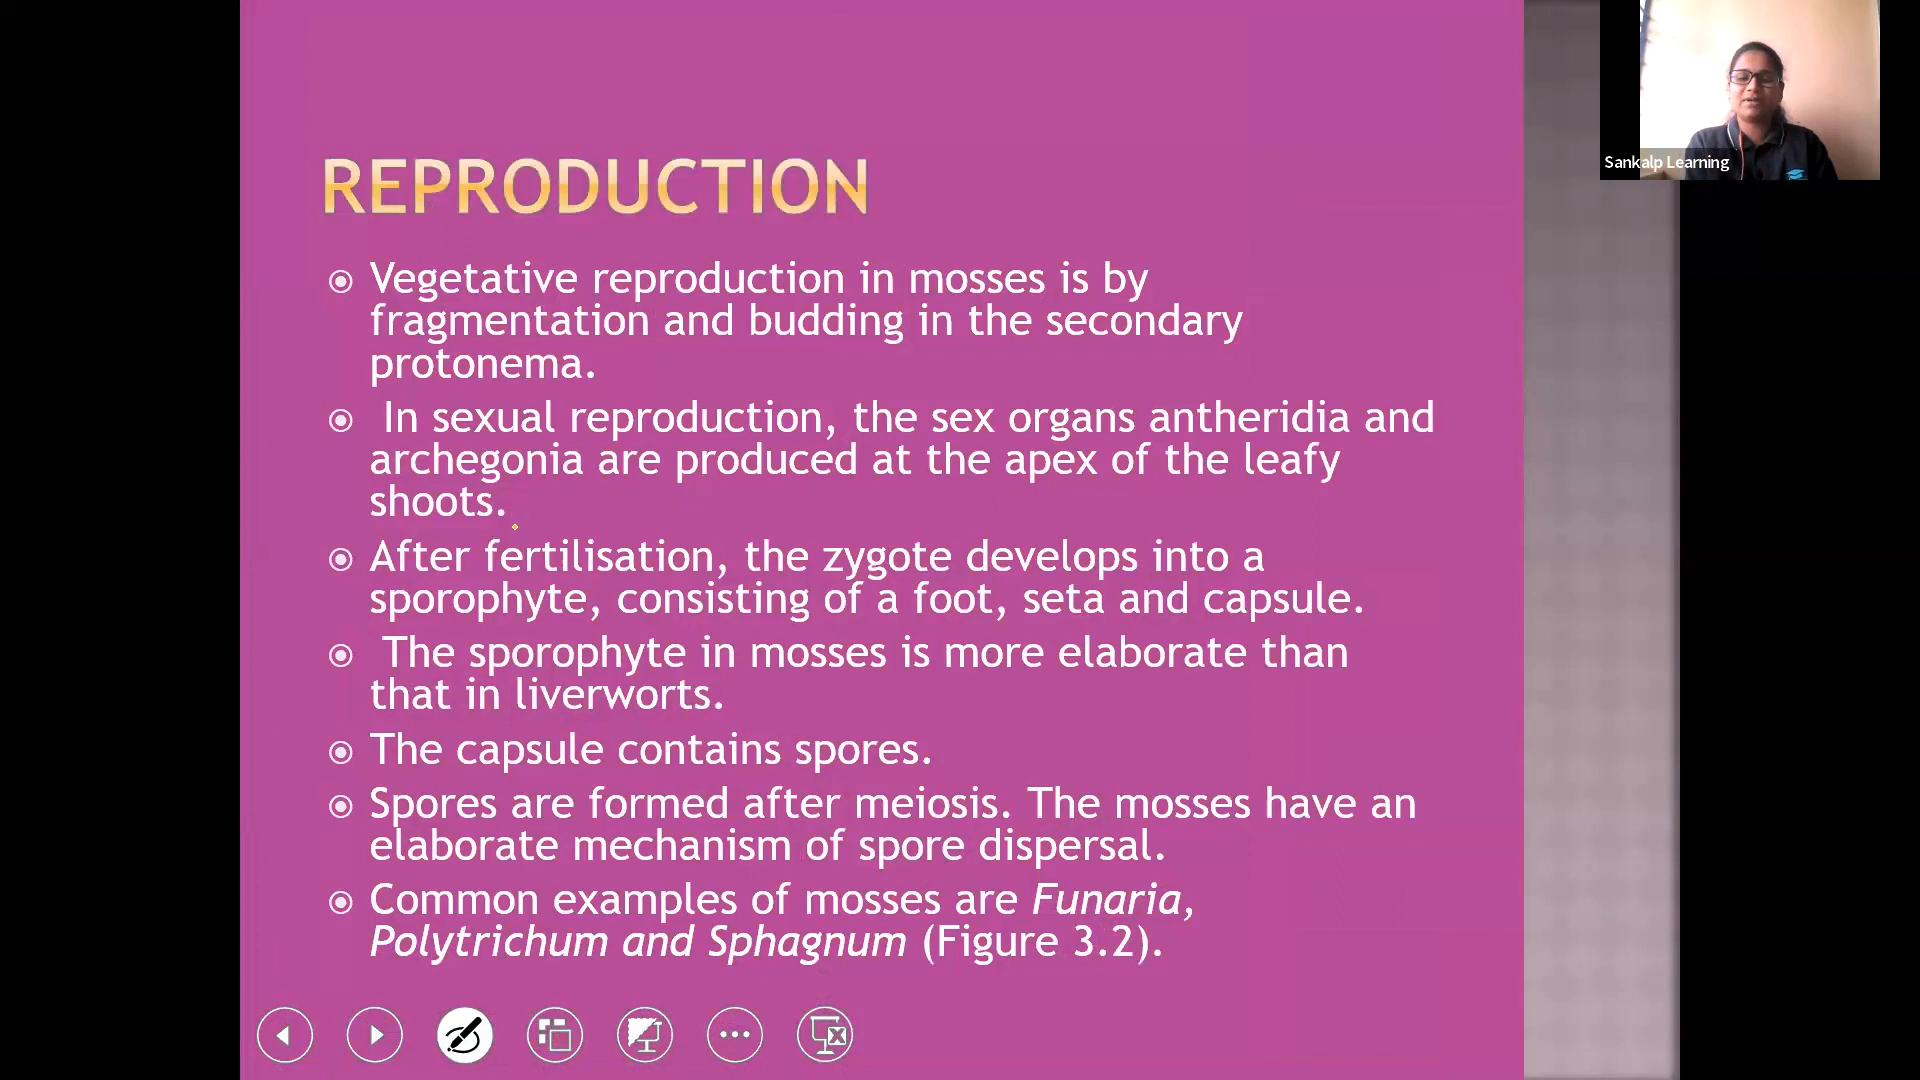 Sankalp Learning
REPRODUCTION
Vegetative reproduction in mosses is by
fragmentation and budding in the secondary
protonema.
In sexual reproduction, the sex organs antheridia and
archegonia are produced at the apex of the leafy
shoots.
After fertilisation, the zygote develops into a
sporophyte, consisting of a foot, seta and capsule.
The sporophyte in mosses is more elaborate than
that in liverworts.
The capsule contains spores.
Spores are formed after meiosis. The mosses have an
elaborate mechanism of spore dispersal.
Common examples of mosses are Funaria,
Polytrichum and Sphagnum (Figure 3.2).